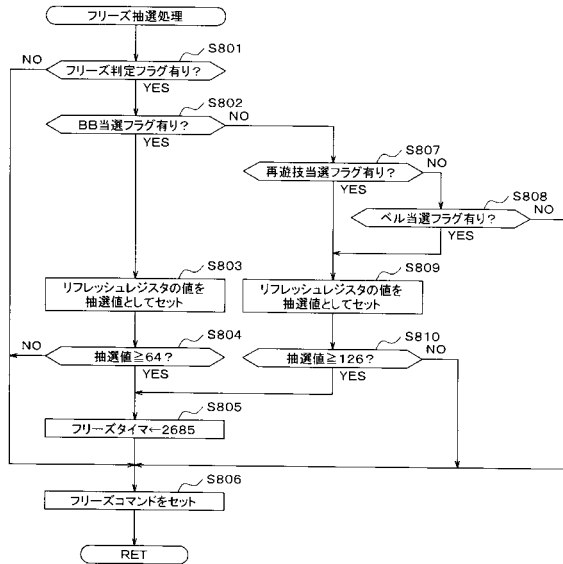 フリーズ抽選処理
S801
NO
フリーズ判定フラグ有り?
YES
S802
BB当選フラグ有り?
NO
YES
S807
再遊技当選フラグ有り?
NO
YES
S808
ベル当選フラグ有り?
NO
YES
S803
リフレッシュレジスタの値を
抽選値としてセット
S809
リフレッシュレジスタの値を
抽選値としてセット
S804
NO
抽選値≧64?
YES
S810
抽選値≧126?
NO
YES
S805
フリーズタイマ←2685
S806
フリーズコマンドをセット
RET